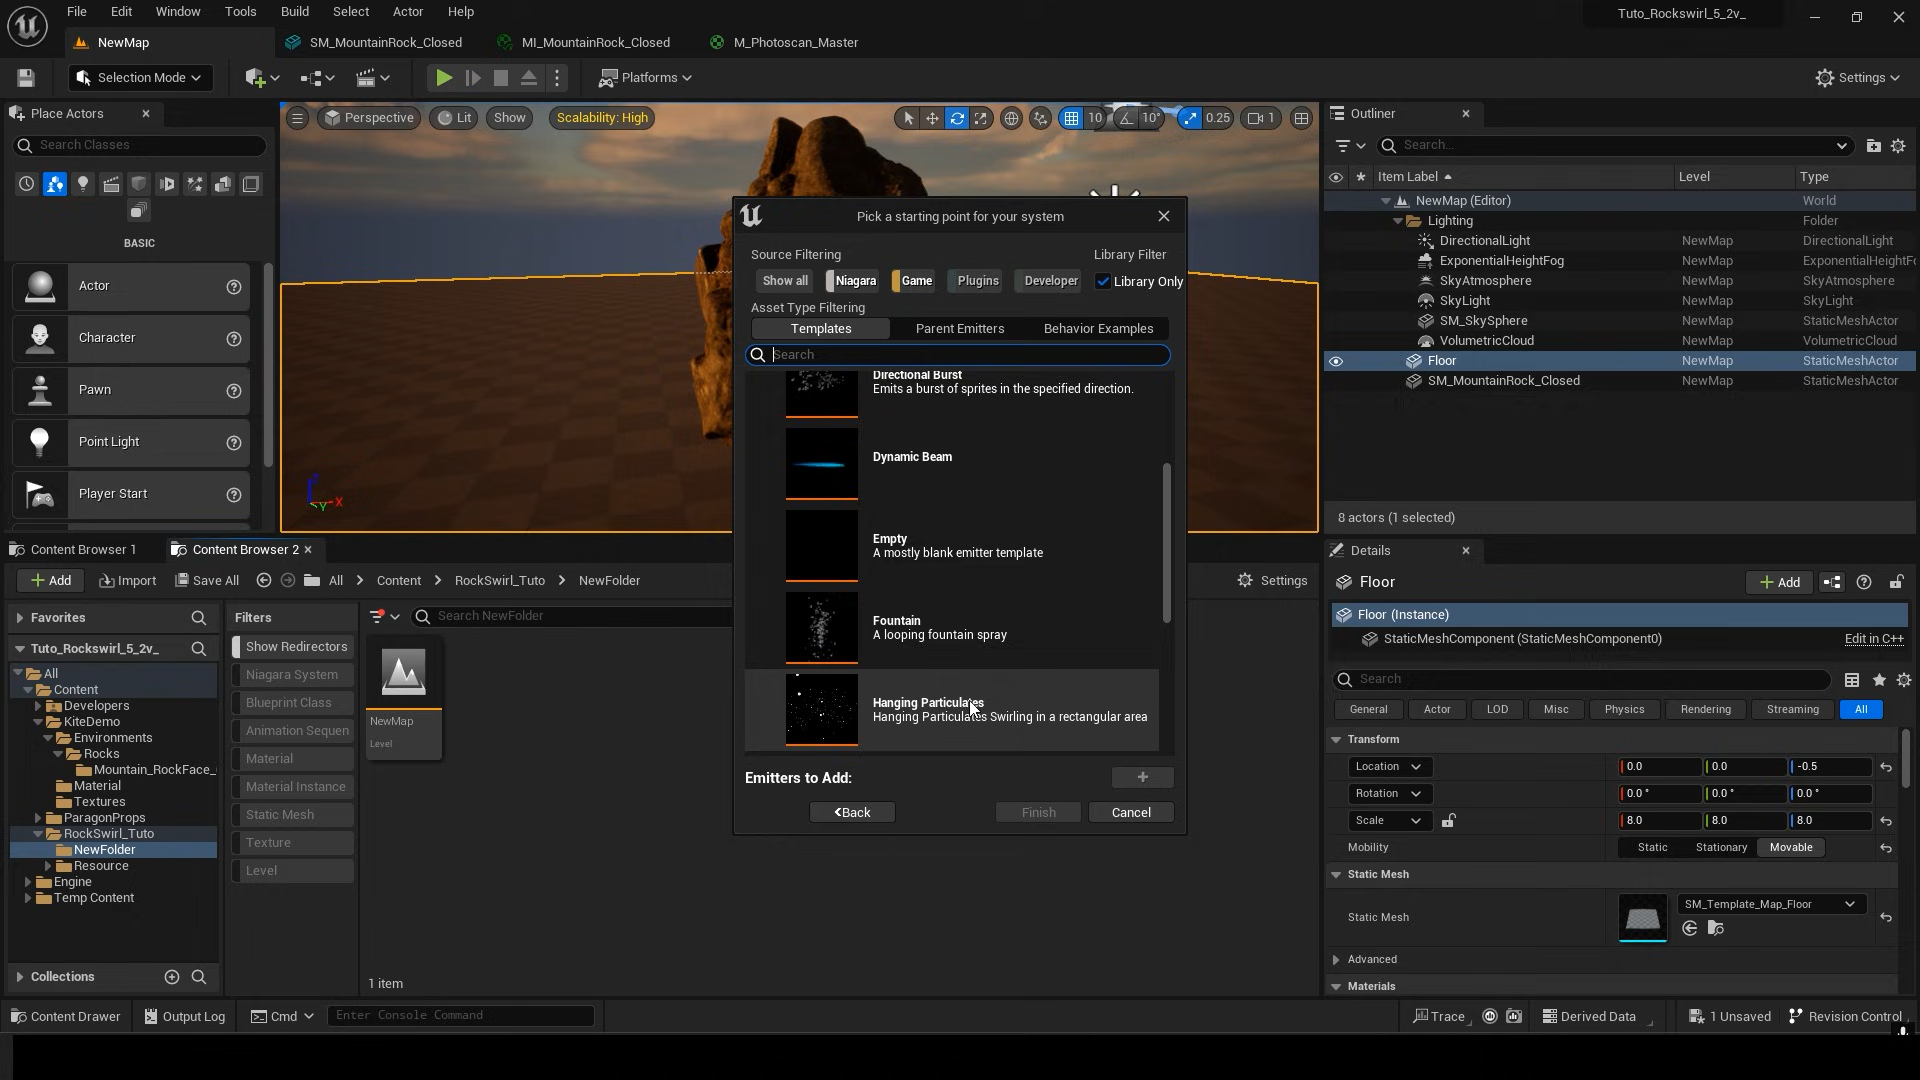 File Edit Window Tools Build Select Actor Help
Tuto_Rockswirl_5_2v_
NewMap
SM_MountainRock_Closed
MI_MountainRock_Closed
M_Photoscan_Master
Selection Mode
Platforms
Settings
Place Actors
Search Classes
BASIC
Actor
Character
Pawn
Point Light
Player Start
Perspective
Lit
Show
Scalability: High
10
10°
0.25
1
X
Y
Pick a starting point for your system
Source Filtering
Library Filter
Show all
Niagara
Game
Plugins
Developer
Library Only
Asset Type Filtering
Templates
Parent Emitters
Behavior Examples
Search
Directional Burst
Emits a burst of sprites in the specified direction.
Dynamic Beam
Empty
A mostly blank emitter template
Fountain
A looping fountain spray
Hanging Particulates
Hanging Particulates Swirling in a rectangular area
Emitters to Add:
Back
Finish
Cancel
Outliner
Search...
Item Label
Level
Type
NewMap (Editor)
World
Lighting
Folder
DirectionalLight
NewMap
DirectionalLight
ExponentialHeightFog
NewMap
ExponentialHeightFo
SkyAtmosphere
NewMap
SkyAtmosphere
SkyLight
NewMap
SkyLight
SM_SkySphere
NewMap
StaticMeshActor
VolumetricCloud
NewMap
VolumetricCloud
Floor
NewMap
StaticMeshActor
SM_MountainRock_Closed
NewMap
StaticMeshActor
8 actors (1 selected)
Content Browser 1
Content Browser 2
Add
Import
Save All
All
Content
RockSwirl_Tuto
NewFolder
Settings
Favorites
Tuto_Rockswirl_5_2v_
All
Content
Developers
KiteDemo
Environments
Rocks
Mountain_RockFace_
Material
Textures
ParagonProps
RockSwirl_Tuto
NewFolder
Resource
Engine
Temp Content
Collections
Filters
Show Redirectors
Niagara System
Blueprint Class
Animation Sequen
Material
Material Instance
Static Mesh
Texture
Level
Search NewFolder
NewMap
Level
1 item
Details
Floor
Add
Floor (Instance)
StaticMeshComponent (StaticMeshComponent0)
Edit in C++
Search
General
Actor
LOD
Misc
Physics
Rendering
Streaming
All
Transform
Location
0.0
0.0
-0.5
Rotation
0.0 °
0.0 °
0.0 °
Scale
8.0
8.0
8.0
Mobility
Static
Stationary
Movable
Static Mesh
Static Mesh
SM_Template_Map_Floor
Advanced
Materials
Content Drawer
Output Log
Cmd
Enter Console Command
Trace
Derived Data
1 Unsaved
Revision Control